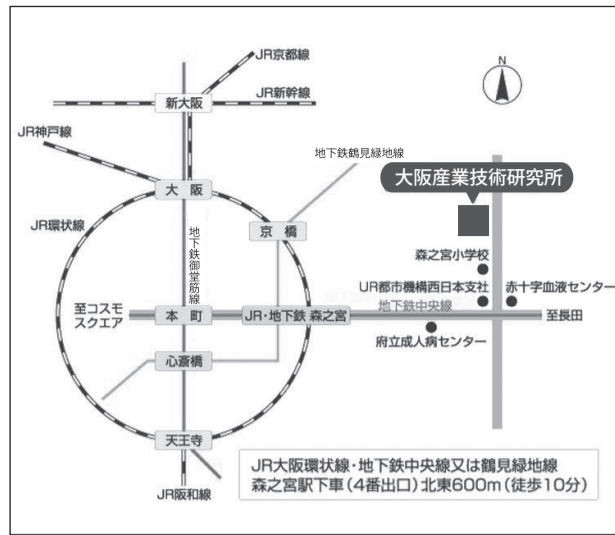 JR京都線
N
JR新幹線
新大阪
JR神戸線
地下鉄鶴見緑地線
大阪産業技術研究所
大阪
JR環状線
地下鉄御堂筋線
京橋
森之宮小学校
UR都市機構西日本支社
赤十字血液センター
地下鉄中央線
至コスモ
スクエア
本町
JR・地下鉄 森之宮
至長田
府立成人病センター
心斎橋
天王寺
JR阪和線
JR大阪環状線・地下鉄中央線又は鶴見緑地線
森之宮駅下車(4番出口)北東600m(徒歩10分)